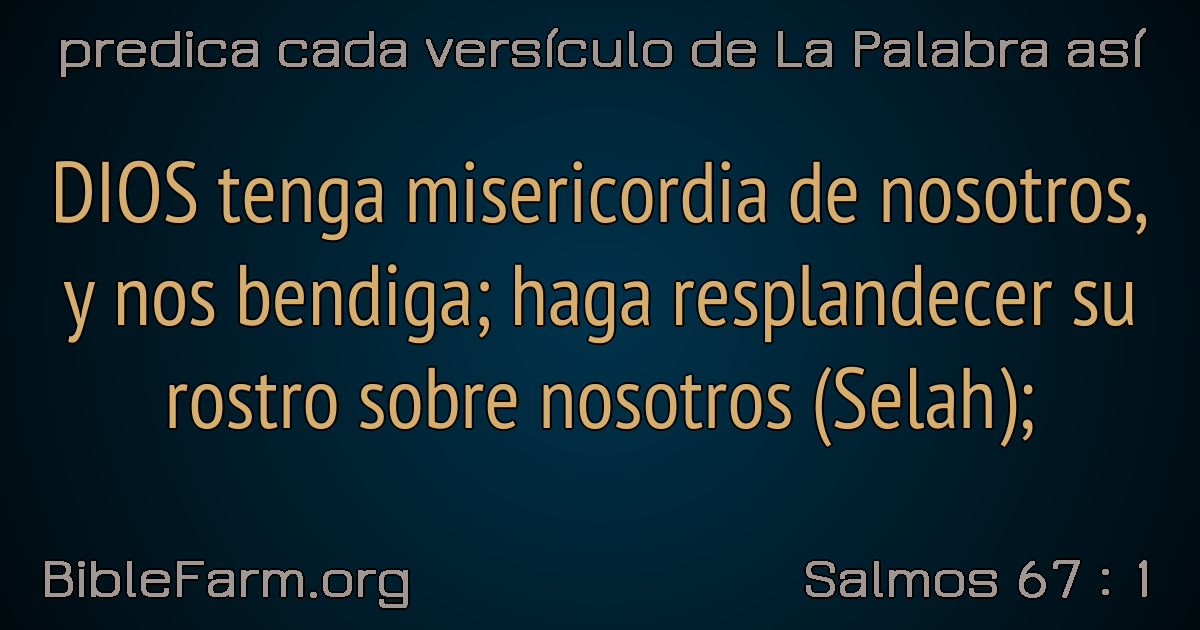 predica cada versículo de La Palabra así
DIOS tenga misericordia de nosotros,
y nos bendiga; haga resplandecer su
rostro sobre nosotros (Selah);
BibleFarm.org
Salmos 67 : 1